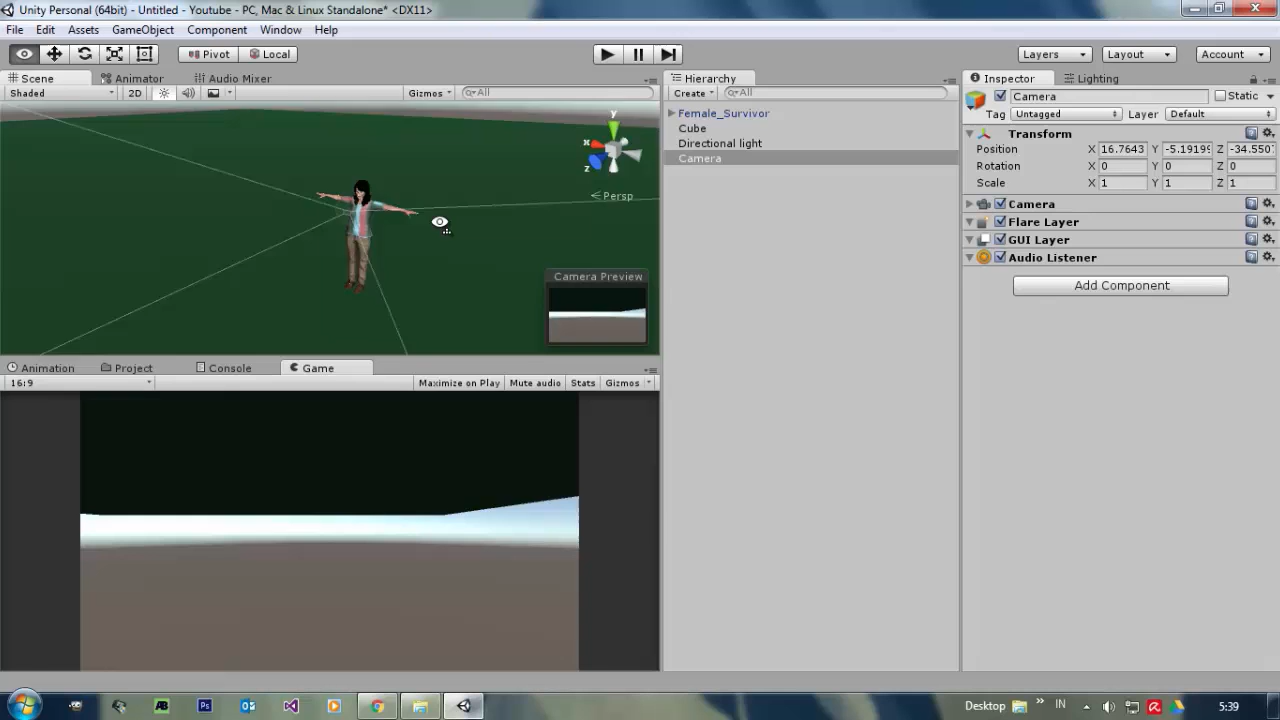 Unity Personal (64bit) - Untitled - Youtube - PC, Mac & Linux Standalone* <DX11>
File Edit Assets GameObject Component Window Help
Pivot Local Layers Layout Account
Scene Animator Audio Mixer Hierarchy Inspector Lighting
Shaded 2D Gizmos All Create All Camera Static
Tag Untagged Layer Default
Female_Survivor
Cube
Directional light
Camera
y
x
z
Persp
Transform
Position X 16.7643 Y -5.19199 Z -34.5507
Rotation X 0 Y 0 Z 0
Scale X 1 Y 1 Z 1
Camera
Flare Layer
GUI Layer
Audio Listener
Add Component
Camera Preview
Animation Project Console Game
16:9 Maximize on Play Mute audio Stats Gizmos
AB Ps Desktop » IN 5:39